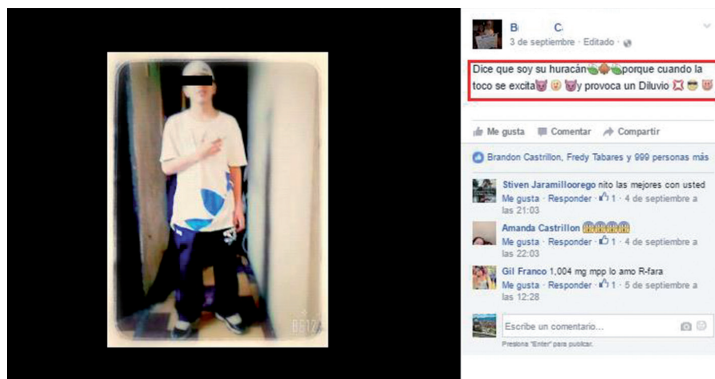 B C
3 de septiembre · Editado ·
Dice que soy su huracán🍃🌰🍃porque cuando la
toco se excita😈😉😈y provoca un Diluvio 💢😎😈
Me gusta Comentar Compartir
Brandon Castrillon, Fredy Tabares y 999 personas más
Stiven Jaramilloorego nito las mejores con usted
Me gusta · Responder · 1 · 4 de septiembre a
las 21:03
Amanda Castrillon 😱😱😱😱
Me gusta · Responder · 1 · 4 de septiembre a
las 22:03
Gil Franco 1,004 mg mpp lo amo R-fara
Me gusta · Responder · 1 · 5 de septiembre a
las 12:28
Escribe un comentario...
Presiona "Enter" para publicar.
B612